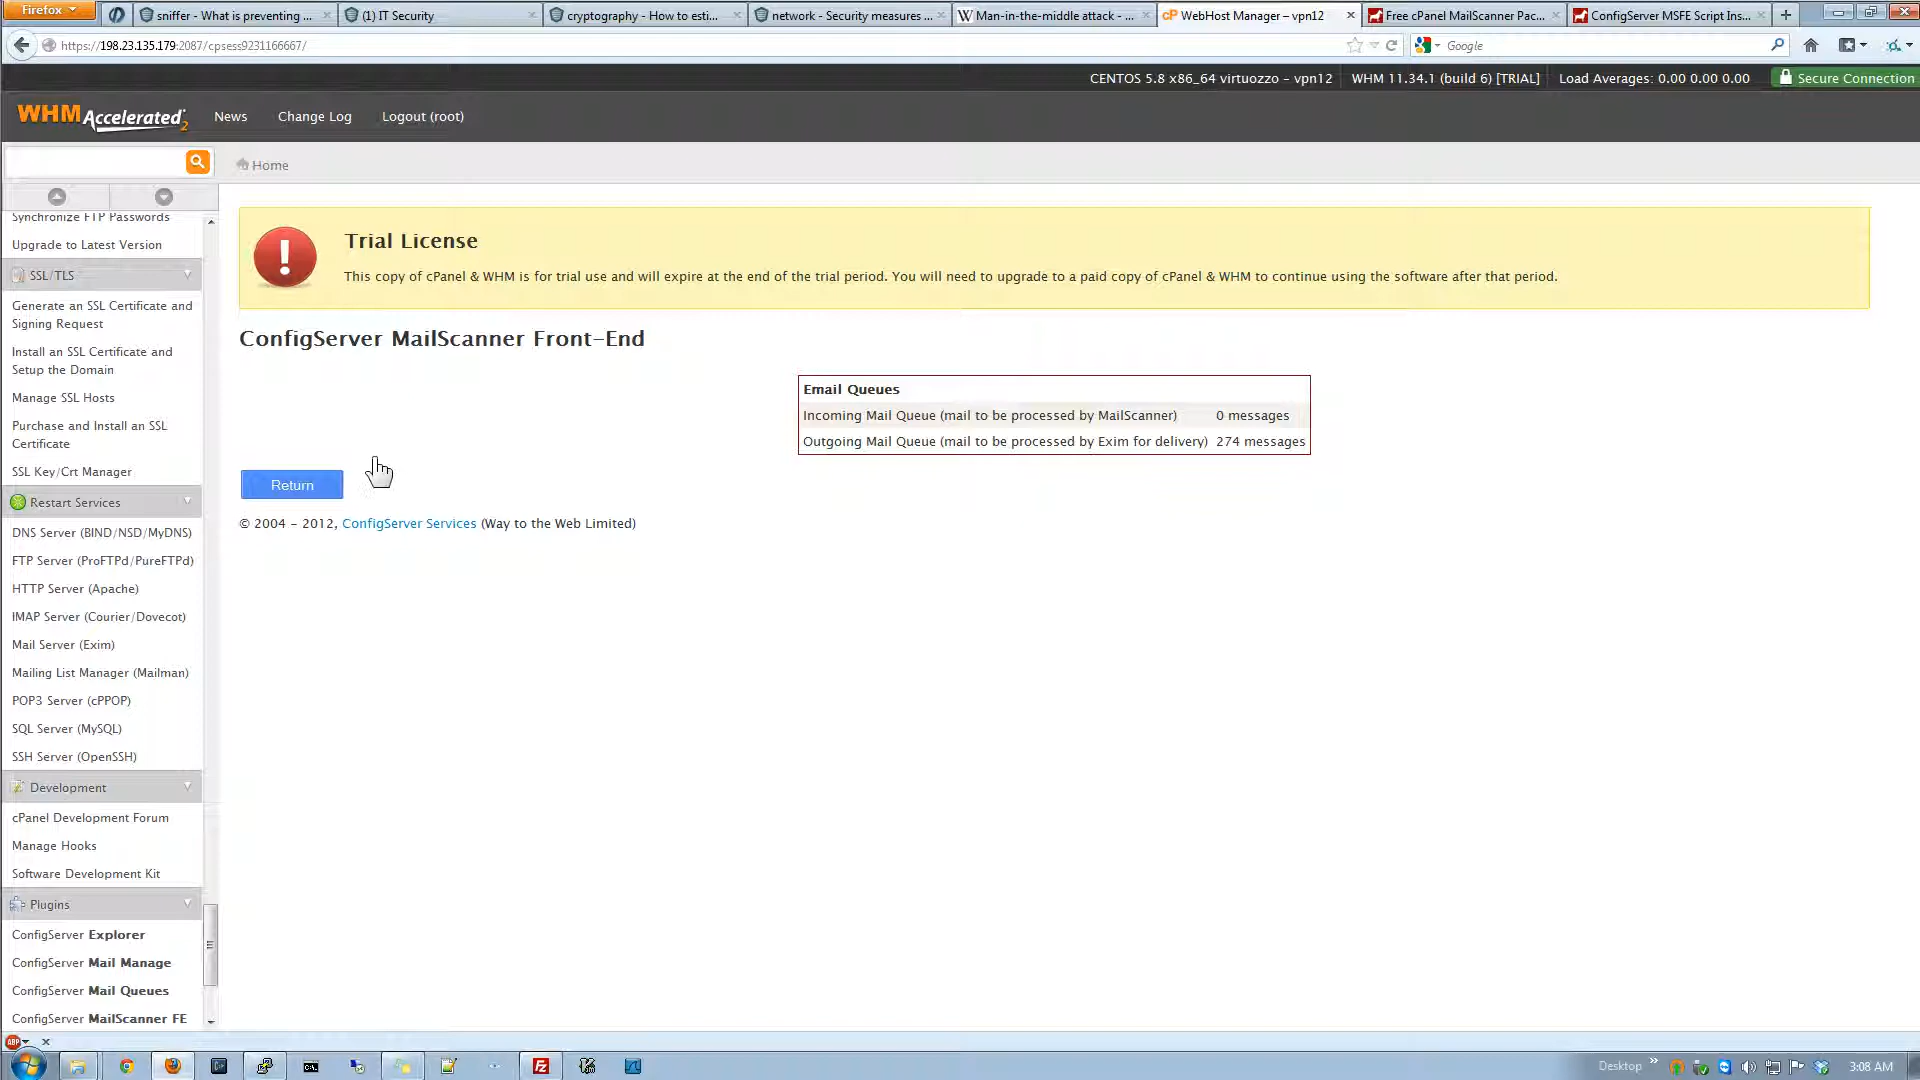 Firefox
sniffer - What is preventing ...
(1) IT Security
cryptography - How to esti...
network - Security measures ...
Man-in-the-middle attack - ...
cP WebHost Manager – vpn12
Free cPanel MailScanner Pac...
ConfigServer MSFE Script Ins...
https://198.23.135.179:2087/cpsess9231166667/
Google
CENTOS 5.8 x86_64 virtuozzo – vpn12 WHM 11.34.1 (build 6) [TRIAL] Load Averages: 0.00 0.00 0.00 Secure Connection
WHM Accelerated2 News Change Log Logout (root)
Home
Synchronize FTP Passwords
Upgrade to Latest Version
SSL/TLS
Generate an SSL Certificate and
Signing Request
Install an SSL Certificate and
Setup the Domain
Manage SSL Hosts
Purchase and Install an SSL
Certificate
SSL Key/Crt Manager
Restart Services
DNS Server (BIND/NSD/MyDNS)
FTP Server (ProFTPd/PureFTPd)
HTTP Server (Apache)
IMAP Server (Courier/Dovecot)
Mail Server (Exim)
Mailing List Manager (Mailman)
POP3 Server (cPPOP)
SQL Server (MySQL)
SSH Server (OpenSSH)
Development
cPanel Development Forum
Manage Hooks
Software Development Kit
Plugins
ConfigServer Explorer
ConfigServer Mail Manage
ConfigServer Mail Queues
ConfigServer MailScanner FE
Trial License
This copy of cPanel & WHM is for trial use and will expire at the end of the trial period. You will need to upgrade to a paid copy of cPanel & WHM to continue using the software after that period.
ConfigServer MailScanner Front-End
Email Queues
Incoming Mail Queue (mail to be processed by MailScanner) 0 messages
Outgoing Mail Queue (mail to be processed by Exim for delivery) 274 messages
Return
© 2004 – 2012, ConfigServer Services (Way to the Web Limited)
ABP
Desktop
3:08 AM